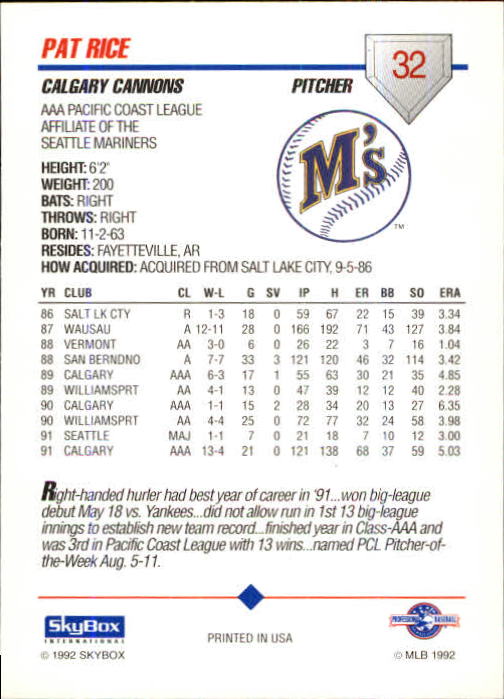 PAT RICE
32
CALGARY CANNONS PITCHER
AAA PACIFIC COAST LEAGUE
AFFILIATE OF THE
SEATTLE MARINERS
M's
TM
HEIGHT: 6'2"
WEIGHT: 200
BATS: RIGHT
THROWS: RIGHT
BORN: 11-2-63
RESIDES: FAYETTEVILLE, AR
HOW ACQUIRED: ACQUIRED FROM SALT LAKE CITY, 9-5-86
YR CLUB CL W-L G SV IP H ER BB SO ERA
86 SALT LK CTY R 1-3 18 0 59 67 22 15 39 3.34
87 WAUSAU A 12-11 28 0 166 192 71 43 127 3.84
88 VERMONT AA 3-0 6 0 26 22 3 7 16 1.04
88 SAN BERNDNO A 7-7 33 3 121 120 46 32 114 3.42
89 CALGARY AAA 6-3 17 1 55 63 30 21 35 4.85
89 WILLIAMSPRT AA 4-1 13 0 47 39 12 12 40 2.28
90 CALGARY AAA 1-1 15 2 28 34 20 13 27 6.35
90 WILLIAMSPRT AA 4-4 25 0 72 77 32 24 58 3.98
91 SEATTLE MAJ 1-1 7 0 21 18 7 10 12 3.00
91 CALGARY AAA 13-4 21 0 121 138 68 37 59 5.03
Right-handed hurler had best year of career in '91...won big-league
debut May 18 vs. Yankees...did not allow run in 1st 13 big-league
innings to establish new team record...finished year in Class-AAA and
was 3rd in Pacific Coast League with 13 wins...named PCL Pitcher-of-
the-Week Aug. 5-11.
SkyBox
INTERNATIONAL
© 1992 SKYBOX
PRINTED IN USA
PROFESSIONAL BASEBALL
© MLB 1992